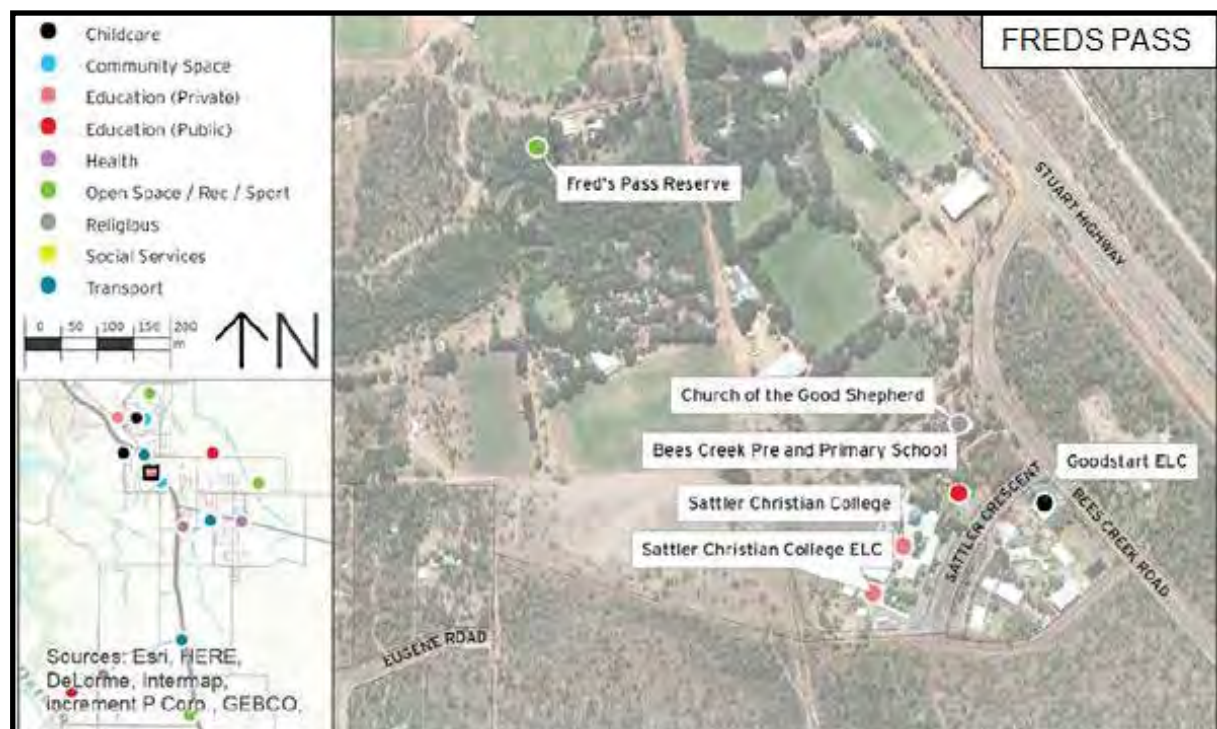 FREDS PASS
Childcare
Community Space
Education (Private)
Education (Public)
Health
Open Space / Rec / Sport
Religious
Social Services
Transport
0 50 100 150 200
m
N
Sources: Esri, HERE,
DeLorme, Intermap,
increment P Corp., GEBCO,
Fred's Pass Reserve
STUART HIGHWAY
Church of the Good Shepherd
Bees Creek Pre and Primary School
Goodstart ELC
Sattler Christian College
Sattler Christian College ELC
SATTLER CRESCENT
BEES CREEK ROAD
EUGENE ROAD